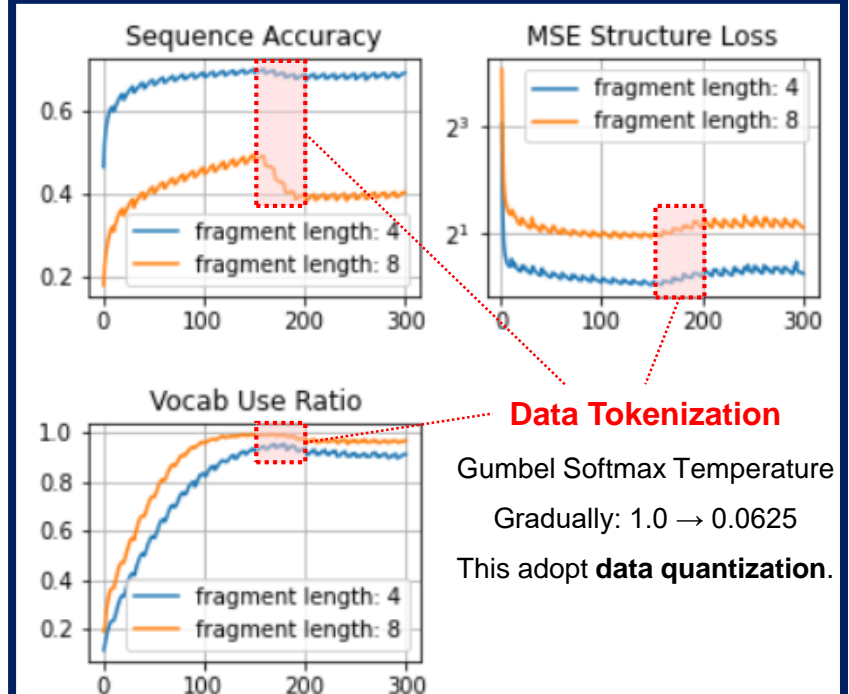 Sequence Accuracy
0.6
0.4
0.2
fragment length: 4
fragment length: 8
0 100 200 300
MSE Structure Loss
fragment length: 4
fragment length: 8
2³
2¹
0 100 200 300
Vocab Use Ratio
1.0
0.8
0.6
0.4
0.2
fragment length: 4
fragment length: 8
0 100 200 300
Data Tokenization
Gumbel Softmax Temperature
Gradually: 1.0 → 0.0625
This adopt data quantization.